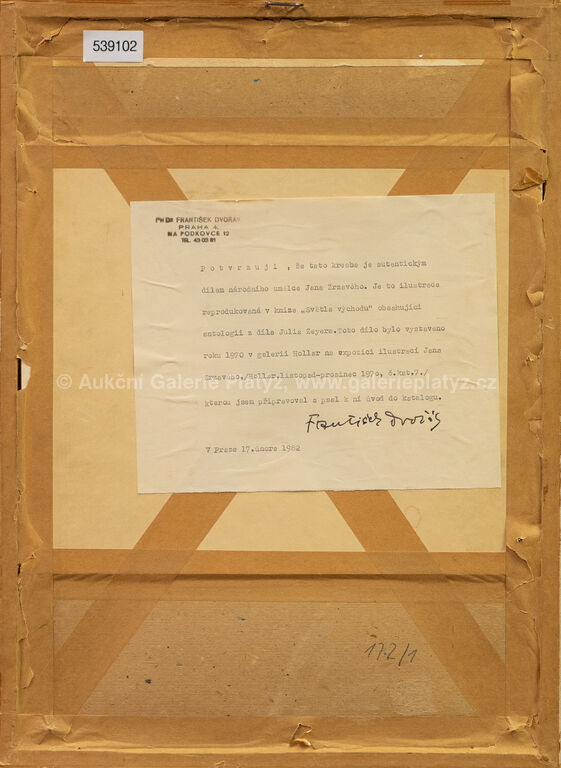 539102
PhDr FRANTIŠEK DVOŘÁK
PRAHA 4,
NA PODKOVCE 12
TEL. 43 03 81
Potvrzuji , že tato kresba je autentickým
dílem národního umělce Jana Zrzavého. Je to ilustrace
reprodukovaná v knize „Světla východu" obsahující
antologii z díla Julia Zeyera.Toto dílo bylo vystaveno
roku 1970 v galerii Hollar na expozici ilustrací Jana
Zrzavého./Hollar,listopad-prosinec 1970, č.kat.7./
© Aukční Galerie Platýz, www.galerieplatyz.cz
kterou jsem připravoval a psal k ní úvod do katalogu.
František Dvořák
V Praze 17.února 1982
172/1